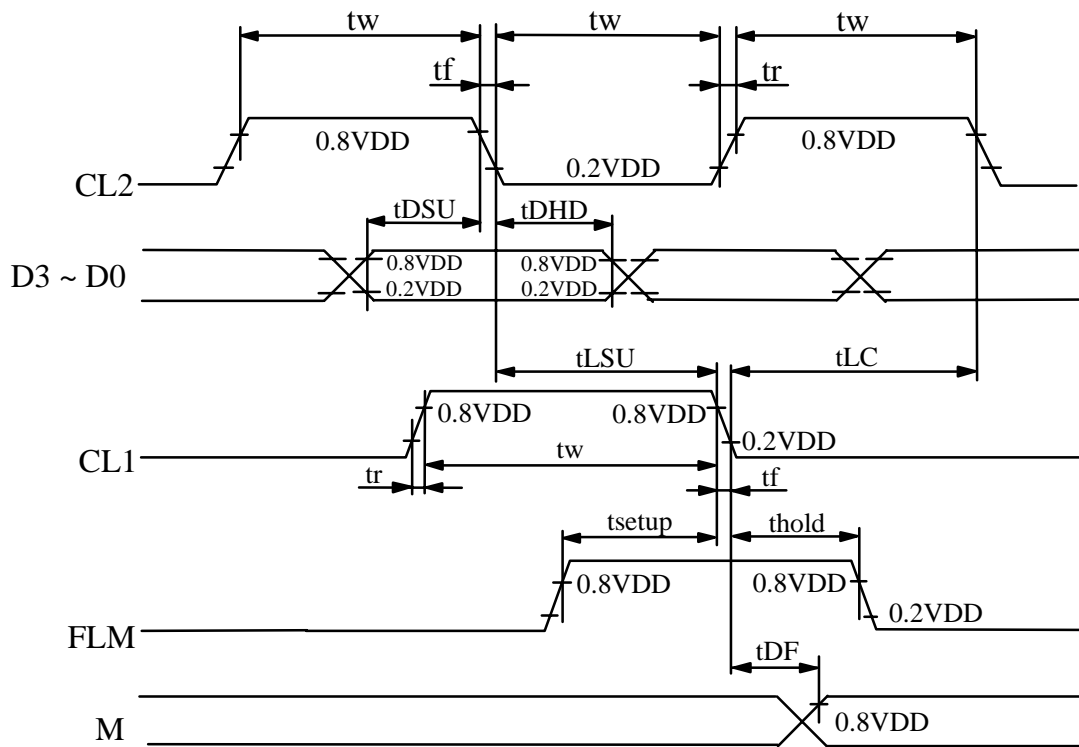 tw tw tw
tf tr
0.8VDD 0.2VDD 0.8VDD
CL2
tDSU tDHD
D3 ~ D0
0.8VDD 0.8VDD
0.2VDD 0.2VDD
tLSU tLC
0.8VDD 0.8VDD
0.2VDD
CL1
tw
tr tf
tsetup thold
0.8VDD 0.8VDD
0.2VDD
FLM
tDF
M
0.8VDD